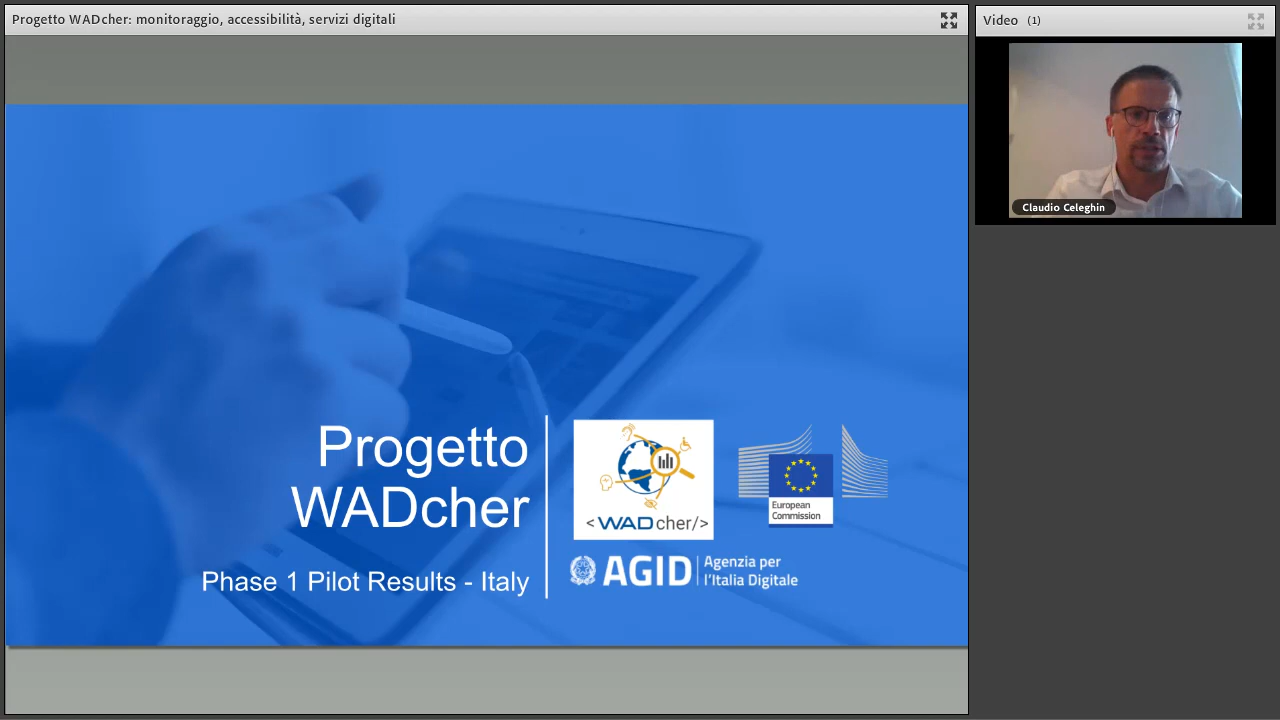 Progetto WADcher: monitoraggio, accessibilità, servizi digitali
Video (1)
Claudio Celeghin
Progetto
WADcher
Phase 1 Pilot Results - Italy
<WADcher/>
European
Commission
AGID
Agenzia per
l'Italia Digitale